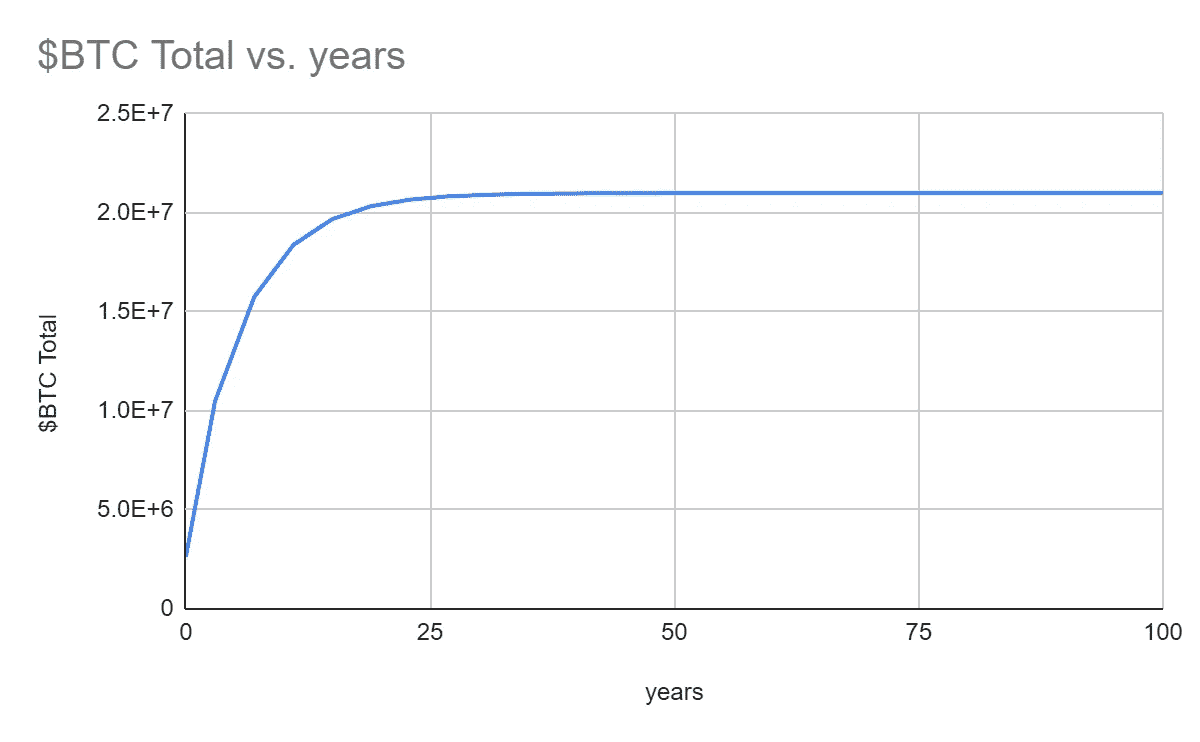 $BTC Total vs. years
2.5E+7
2.0E+7
1.5E+7
1.0E+7
5.0E+6
0
$BTC Total
0 25 50 75 100
years